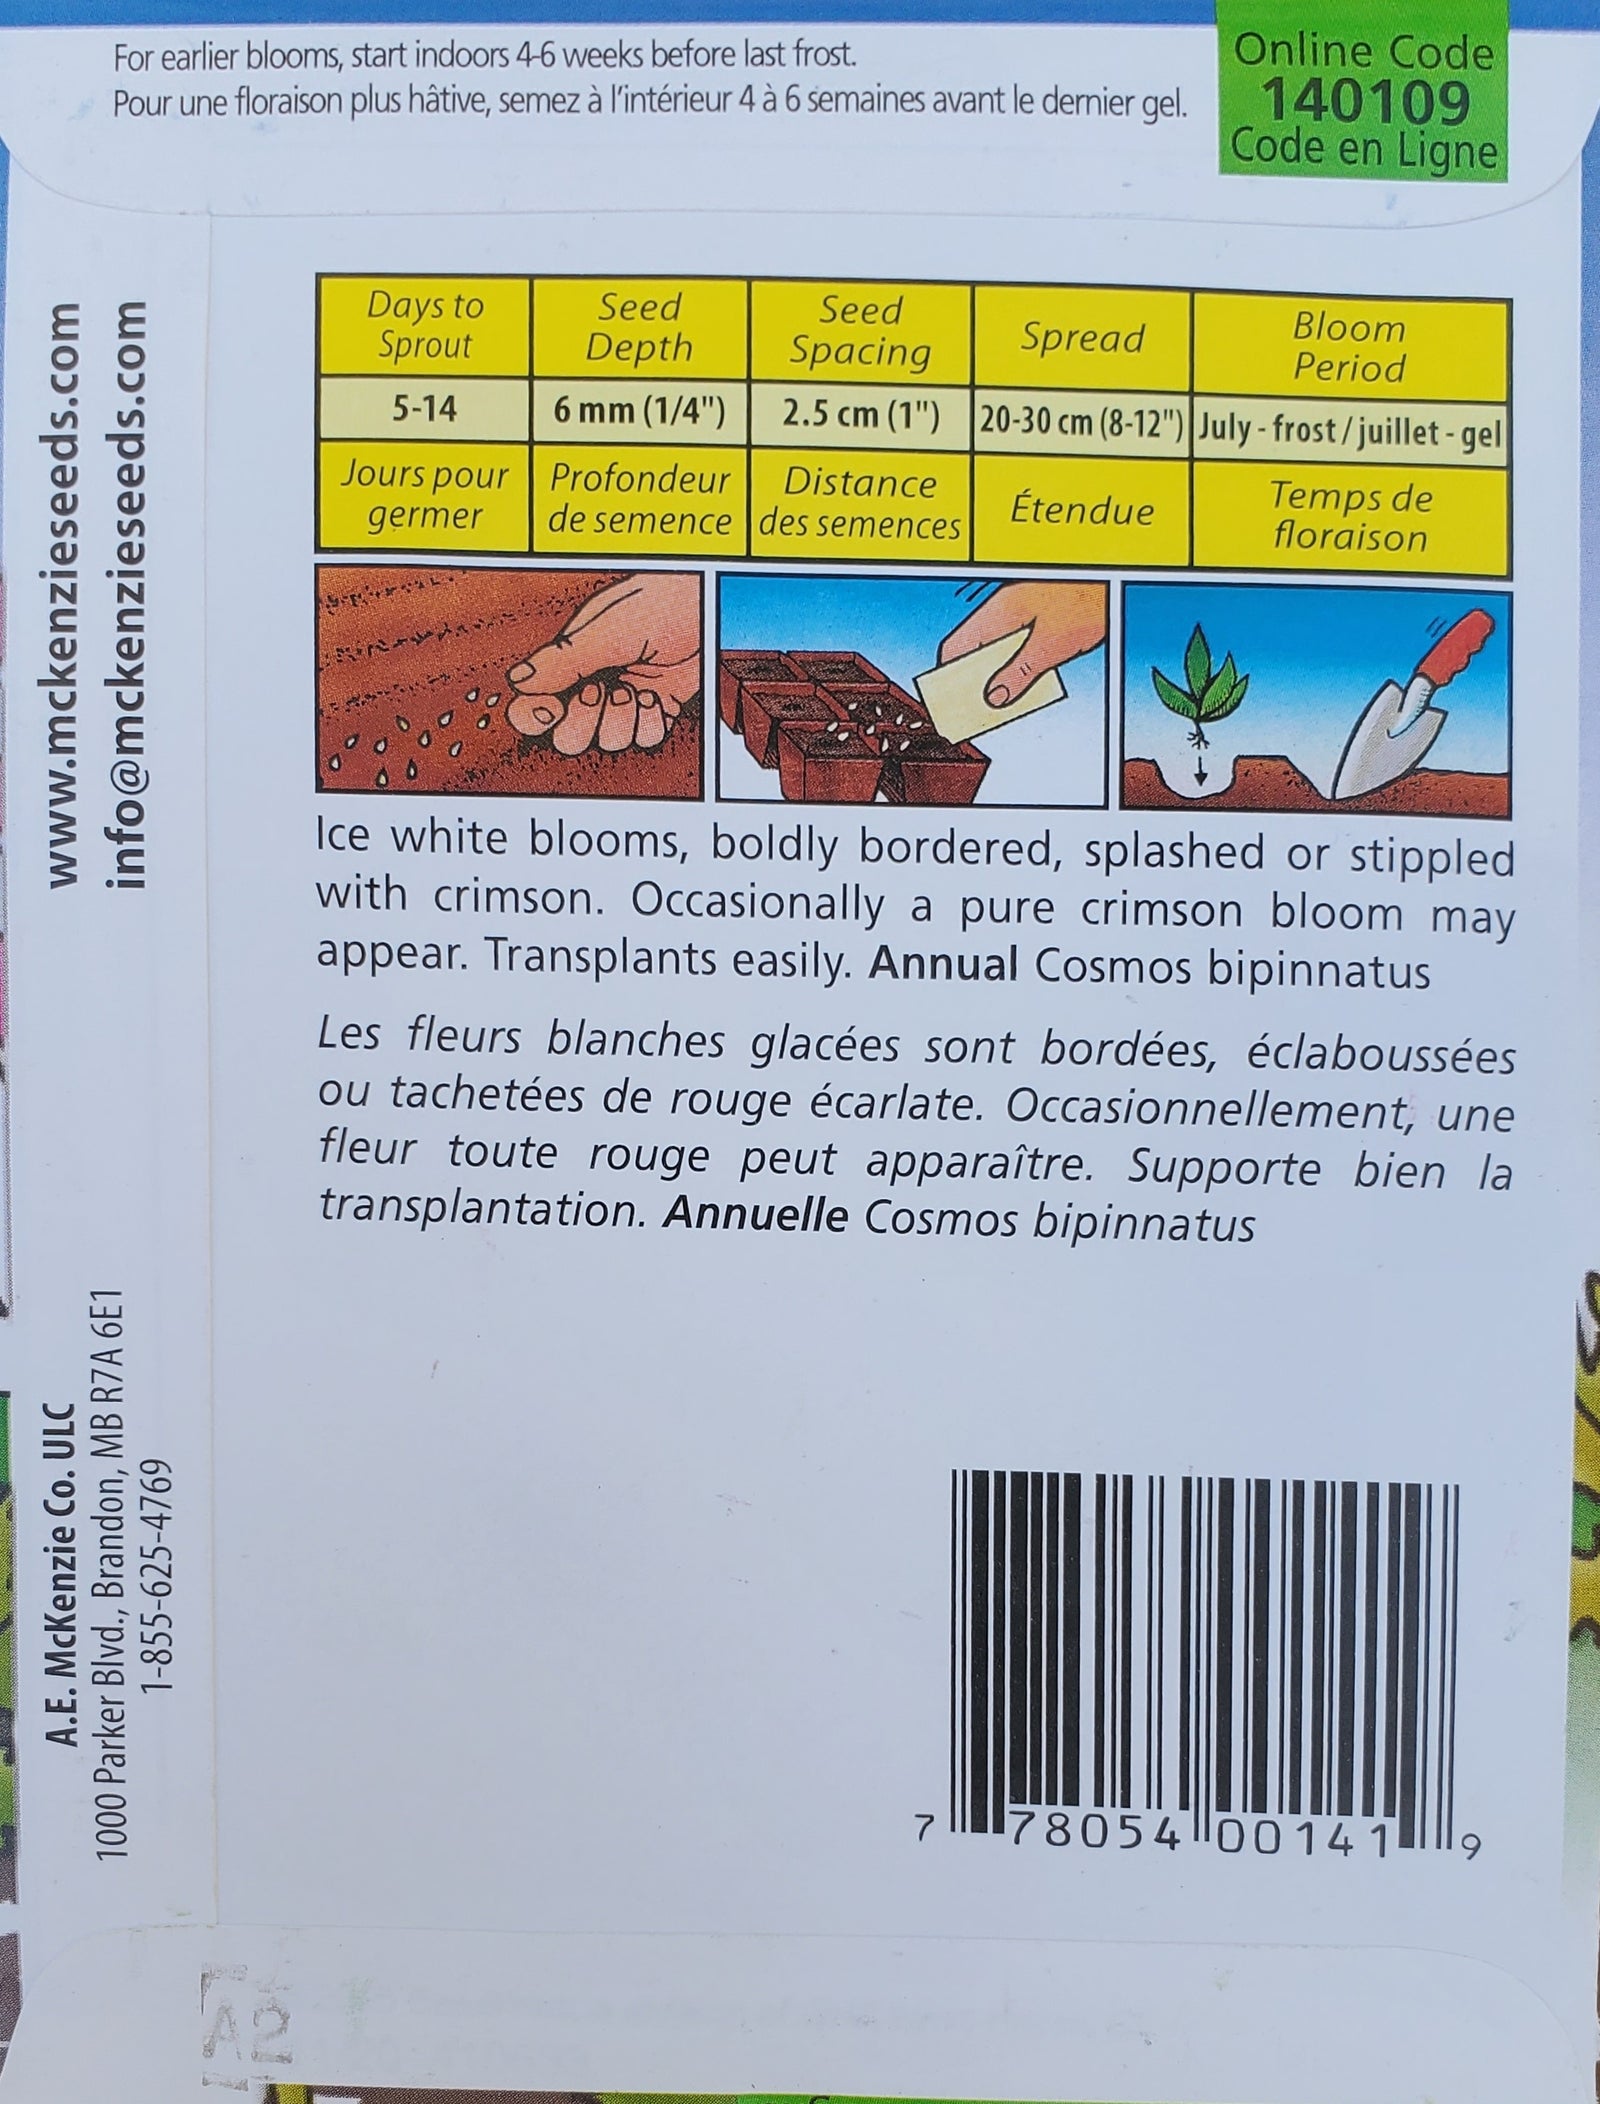 For earlier blooms, start indoors 4-6 weeks before last frost.
Pour une floraison plus hâtive, semez à l'intérieur 4 à 6 semaines avant le dernier gel.
Online Code
140109
Code en Ligne
www.mckenzieseeds.com
info@mckenzieseeds.com
Days to
Sprout
Seed
Depth
Seed
Spacing
Spread
Bloom
Period
5-14
6 mm (1/4")
2.5 cm (1")
20-30 cm (8-12")
July - frost / juillet - gel
Jours pour
germer
Profondeur
de semence
Distance
des semences
Étendue
Temps de
floraison
Ice white blooms, boldly bordered, splashed or stippled
with crimson. Occasionally a pure crimson bloom may
appear. Transplants easily. Annual Cosmos bipinnatus
Les fleurs blanches glacées sont bordées, éclaboussées
ou tachetées de rouge écarlate. Occasionnellement, une
fleur toute rouge peut apparaître. Supporte bien la
transplantation. Annuelle Cosmos bipinnatus
A.E. McKenzie Co. ULC
1000 Parker Blvd., Brandon, MB R7A 6E1
1-855-625-4769
7 78054 00141 9
A2